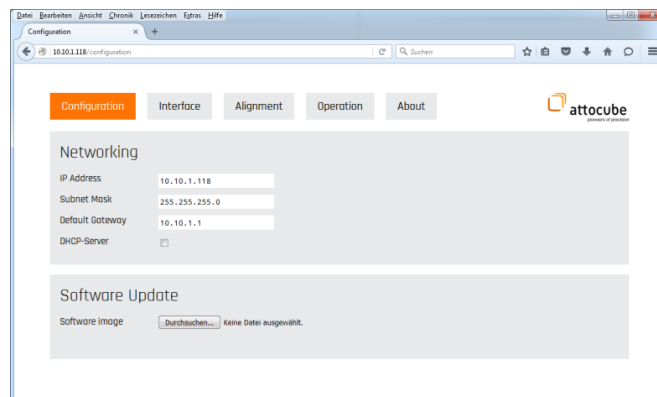 Datei Bearbeiten Ansicht Chronik Lesezeichen Extras Hilfe
Configuration × +
10.10.1.118/configuration Suchen
Configuration Interface Alignment Operation About
attocube
pioneers of precision
Networking
IP Address 10.10.1.118
Subnet Mask 255.255.255.0
Default Gateway 10.10.1.1
DHCP-Server
Software Update
Software image Durchsuchen... Keine Datei ausgewählt.